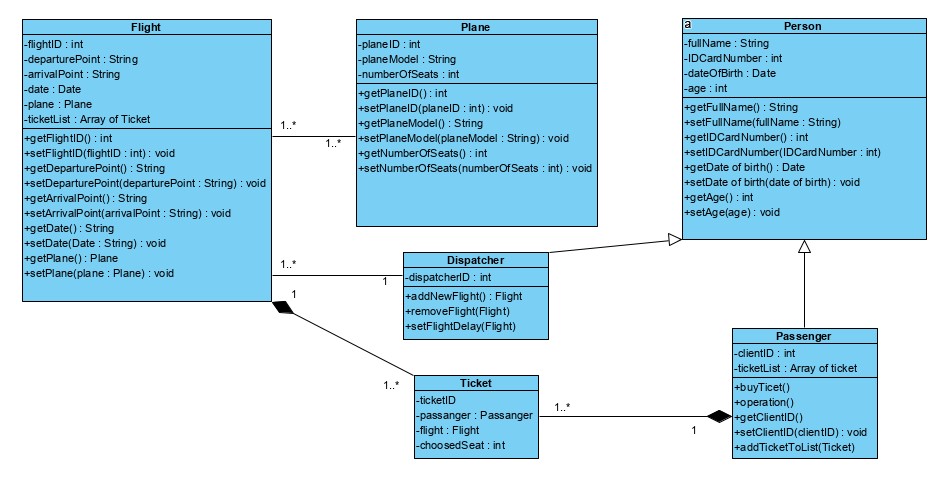 Flight
-flightID : int
-departurePoint : String
-arrivalPoint : String
-date : Date
-plane : Plane
-ticketList : Array of Ticket
+getFlightID() : int
+setFlightID(flightID : int) : void
+getDeparturePoint() : String
+setDeparturePoint(departurePoint : String) : void
+getArrivalPoint() : String
+setArrivalPoint(arrivalPoint : String) : void
+getDate() : String
+setDate(Date : String) : void
+getPlane() : Plane
+setPlane(plane : Plane) : void
1..*
1..*
Plane
-planeID : int
-planeModel : String
-numberOfSeats : int
+getPlaneID() : int
+setPlaneID(planeID : int) : void
+getPlaneModel() : String
+setPlaneModel(planeModel : String) : void
+getNumberOfSeats() : int
+setNumberOfSeats(numberOfSeats : int) : void
a
Person
-fullName : String
-IDCardNumber : int
-dateOfBirth : Date
-age : int
+getFullName() : String
+setFullName(fullName : String)
+getIDCardNumber() : int
+setIDCardNumber(IDCardNumber : int)
+getDate of birth() : Date
+setDate of birth(date of birth) : void
+getAge() : int
+setAge(age) : void
1..*
1
Dispatcher
-dispatcherID : int
+addNewFlight() : Flight
+removeFlight(Flight)
+setFlightDelay(Flight)
1
1..*
Ticket
-ticketID
-passanger : Passanger
-flight : Flight
-choosedSeat : int
1..*
1
Passenger
-clientID : int
-ticketList : Array of ticket
+buyTicet()
+operation()
+getClientID()
+setClientID(clientID) : void
+addTicketToList(Ticket)